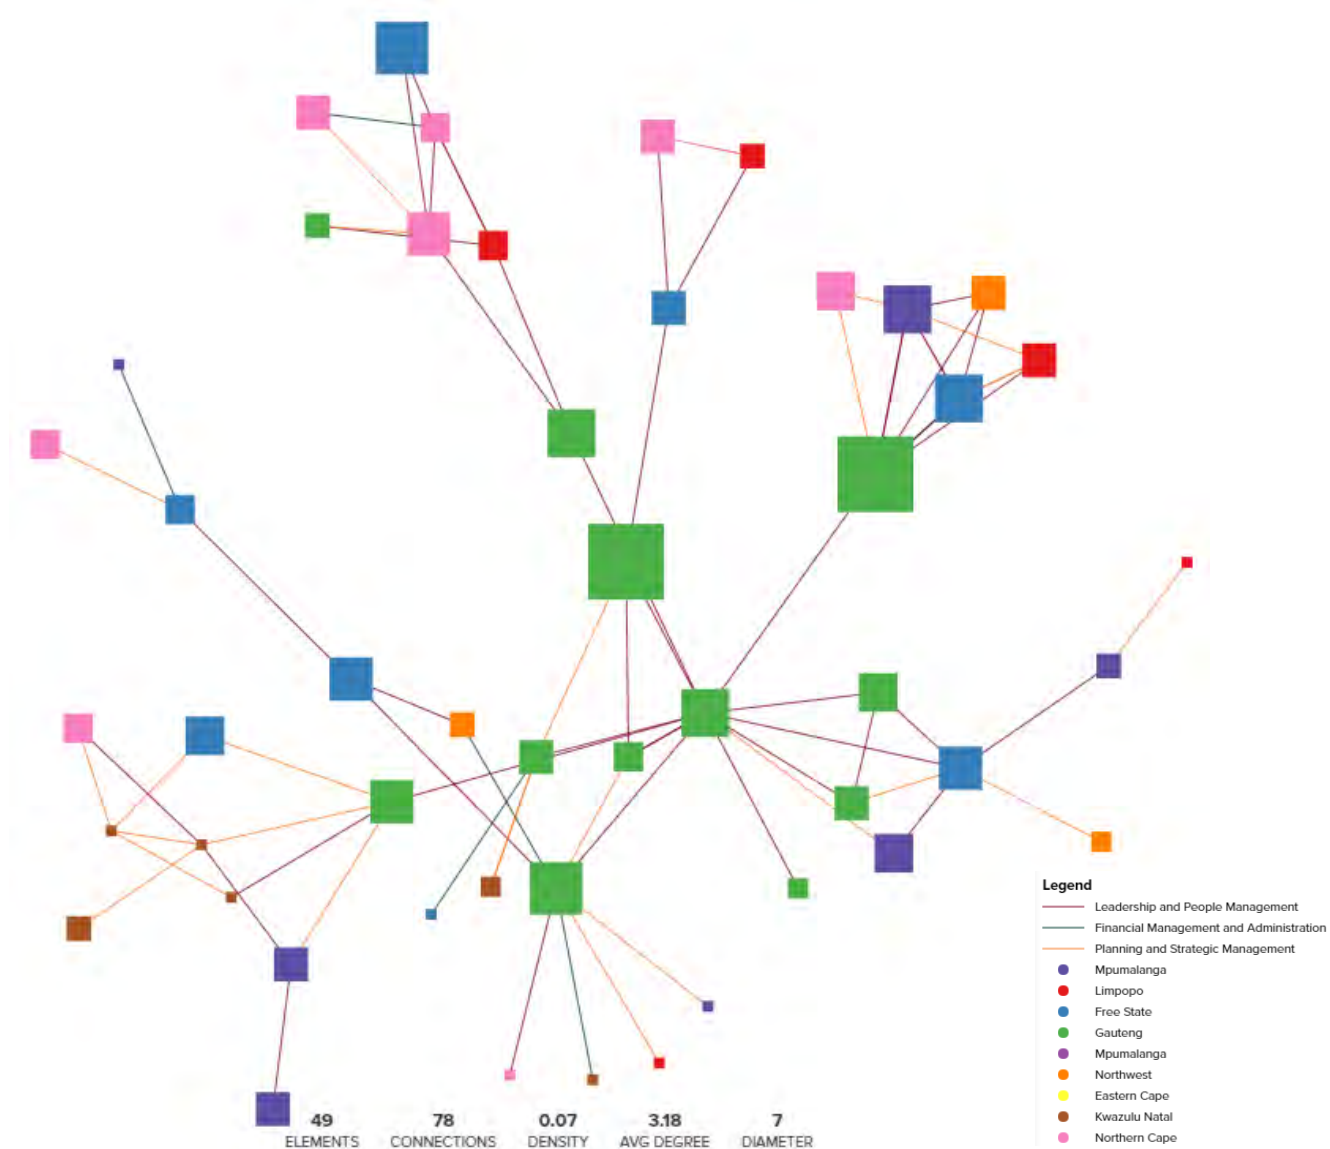 Legend
Leadership and People Management
Financial Management and Administration
Planning and Strategic Management
Mpumalanga
Limpopo
Free State
Gauteng
Mpumalanga
Northwest
Eastern Cape
Kwazulu Natal
Northern Cape
49 78 0.07 3.18 7
ELEMENTS CONNECTIONS DENSITY AVG DEGREE DIAMETER